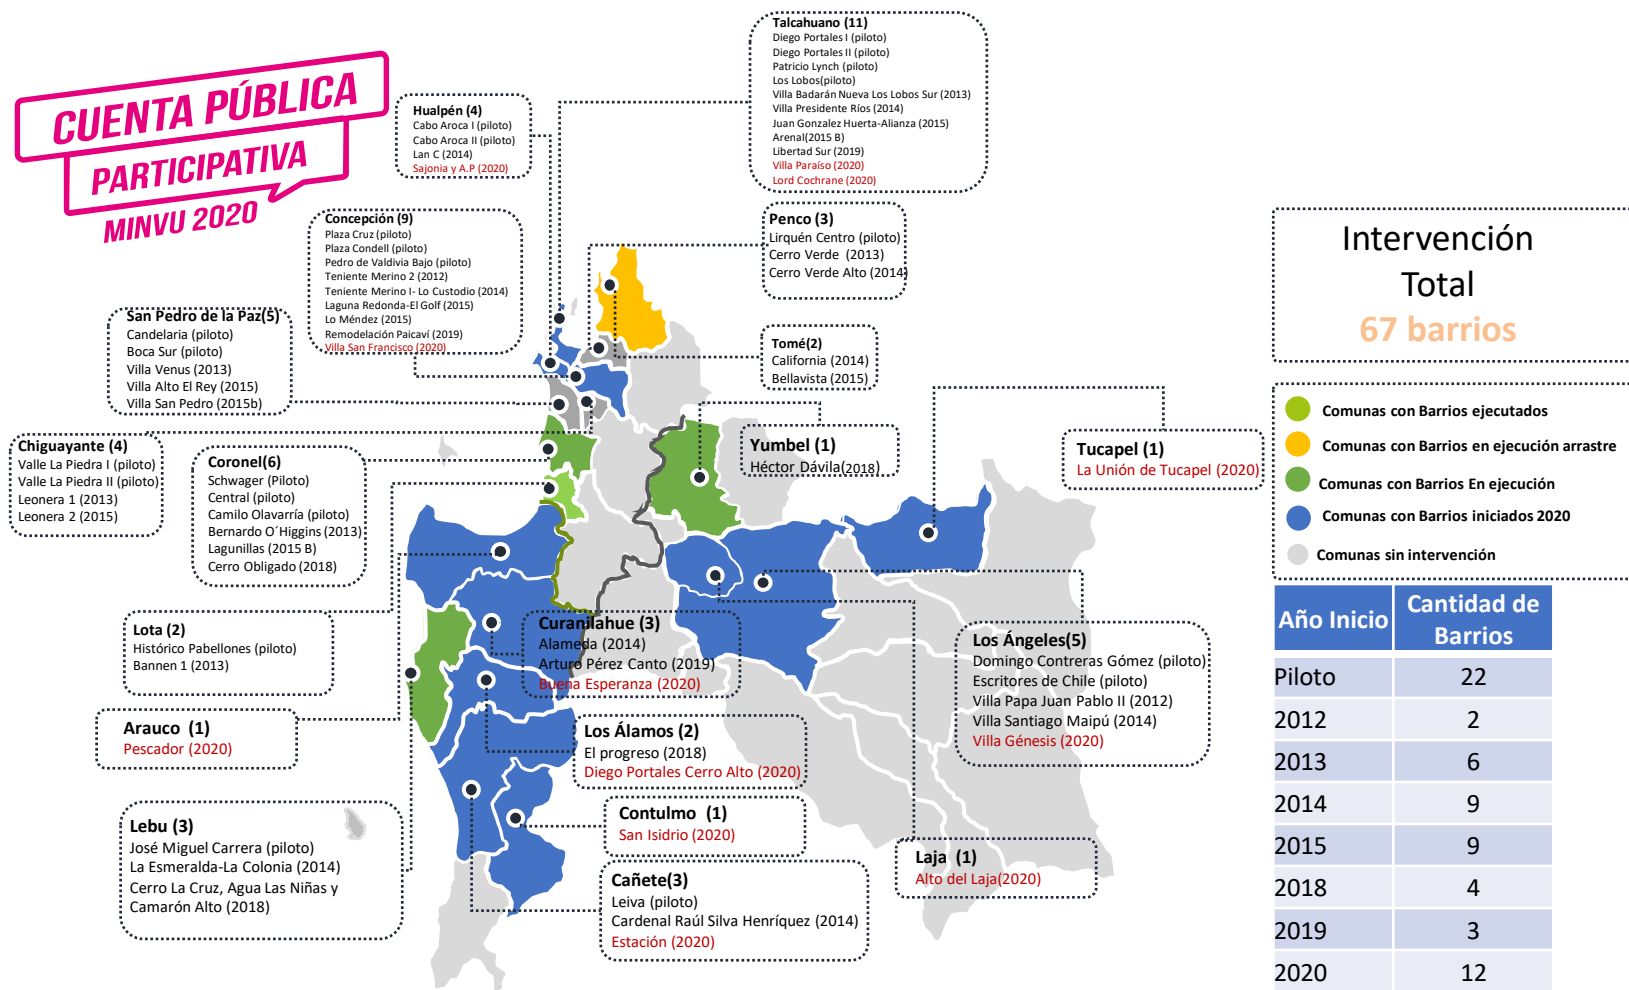 CUENTA PÚBLICA
PARTICIPATIVA
MINVU 2020
Talcahuano (11)
Diego Portales I (piloto)
Diego Portales II (piloto)
Patricio Lynch (piloto)
Los Lobos(piloto)
Villa Badarán Nueva Los Lobos Sur (2013)
Villa Presidente Ríos (2014)
Juan Gonzalez Huerta-Alianza (2015)
Arenal(2015 B)
Libertad Sur (2019)
Villa Paraíso (2020)
Lord Cochrane (2020)
Hualpén (4)
Cabo Aroca I (piloto)
Cabo Aroca II (piloto)
Lan C (2014)
Sajonia y A.P (2020)
Concepción (9)
Plaza Cruz (piloto)
Plaza Condell (piloto)
Pedro de Valdivia Bajo (piloto)
Teniente Merino 2 (2012)
Teniente Merino I- Lo Custodio (2014)
Laguna Redonda-El Golf (2015)
Lo Méndez (2015)
Remodelación Paicaví (2019)
Villa San Francisco (2020)
Penco (3)
Lirquén Centro (piloto)
Cerro Verde (2013)
Cerro Verde Alto (2014)
San Pedro de la Paz(5)
Candelaria (piloto)
Boca Sur (piloto)
Villa Venus (2013)
Villa Alto El Rey (2015)
Villa San Pedro (2015b)
Tomé(2)
California (2014)
Bellavista (2015)
Chiguayante (4)
Valle La Piedra I (piloto)
Valle La Piedra II (piloto)
Leonera 1 (2013)
Leonera 2 (2015)
Coronel(6)
Schwager (Piloto)
Central (piloto)
Camilo Olavarría (piloto)
Bernardo O´Higgins (2013)
Lagunillas (2015 B)
Cerro Obligado (2018)
Yumbel (1)
Héctor Dávila(2018)
Tucapel (1)
La Unión de Tucapel (2020)
Lota (2)
Histórico Pabellones (piloto)
Bannen 1 (2013)
Curanilahue (3)
Alameda (2014)
Arturo Pérez Canto (2019)
Buena Esperanza (2020)
Los Ángeles(5)
Domingo Contreras Gómez (piloto)
Escritores de Chile (piloto)
Villa Papa Juan Pablo II (2012)
Villa Santiago Maipú (2014)
Villa Génesis (2020)
Arauco (1)
Pescador (2020)
Los Álamos (2)
El progreso (2018)
Diego Portales Cerro Alto (2020)
Contulmo (1)
San Isidrio (2020)
Lebu (3)
José Miguel Carrera (piloto)
La Esmeralda-La Colonia (2014)
Cerro La Cruz, Agua Las Niñas y
Camarón Alto (2018)
Laja (1)
Alto del Laja(2020)
Cañete(3)
Leiva (piloto)
Cardenal Raúl Silva Henríquez (2014)
Estación (2020)
Intervención
Total
67 barrios
Comunas con Barrios ejecutados
Comunas con Barrios en ejecución arrastre
Comunas con Barrios En ejecución
Comunas con Barrios iniciados 2020
Comunas sin intervención
Año Inicio Cantidad de Barrios
Piloto 22
2012 2
2013 6
2014 9
2015 9
2018 4
2019 3
2020 12